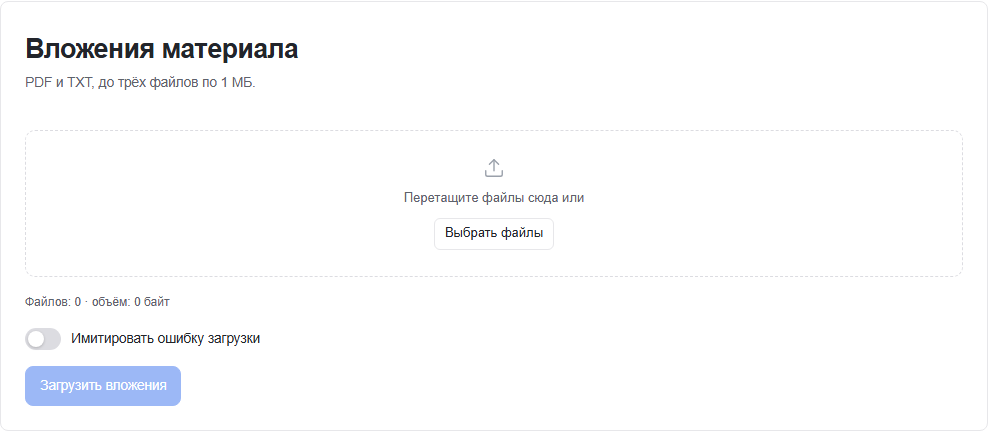 Вложения материала
PDF и TXT, до трёх файлов по 1 МБ.
Перетащите файлы сюда или
Выбрать файлы
Файлов: 0 · объём: 0 байт
Имитировать ошибку загрузки
Загрузить вложения